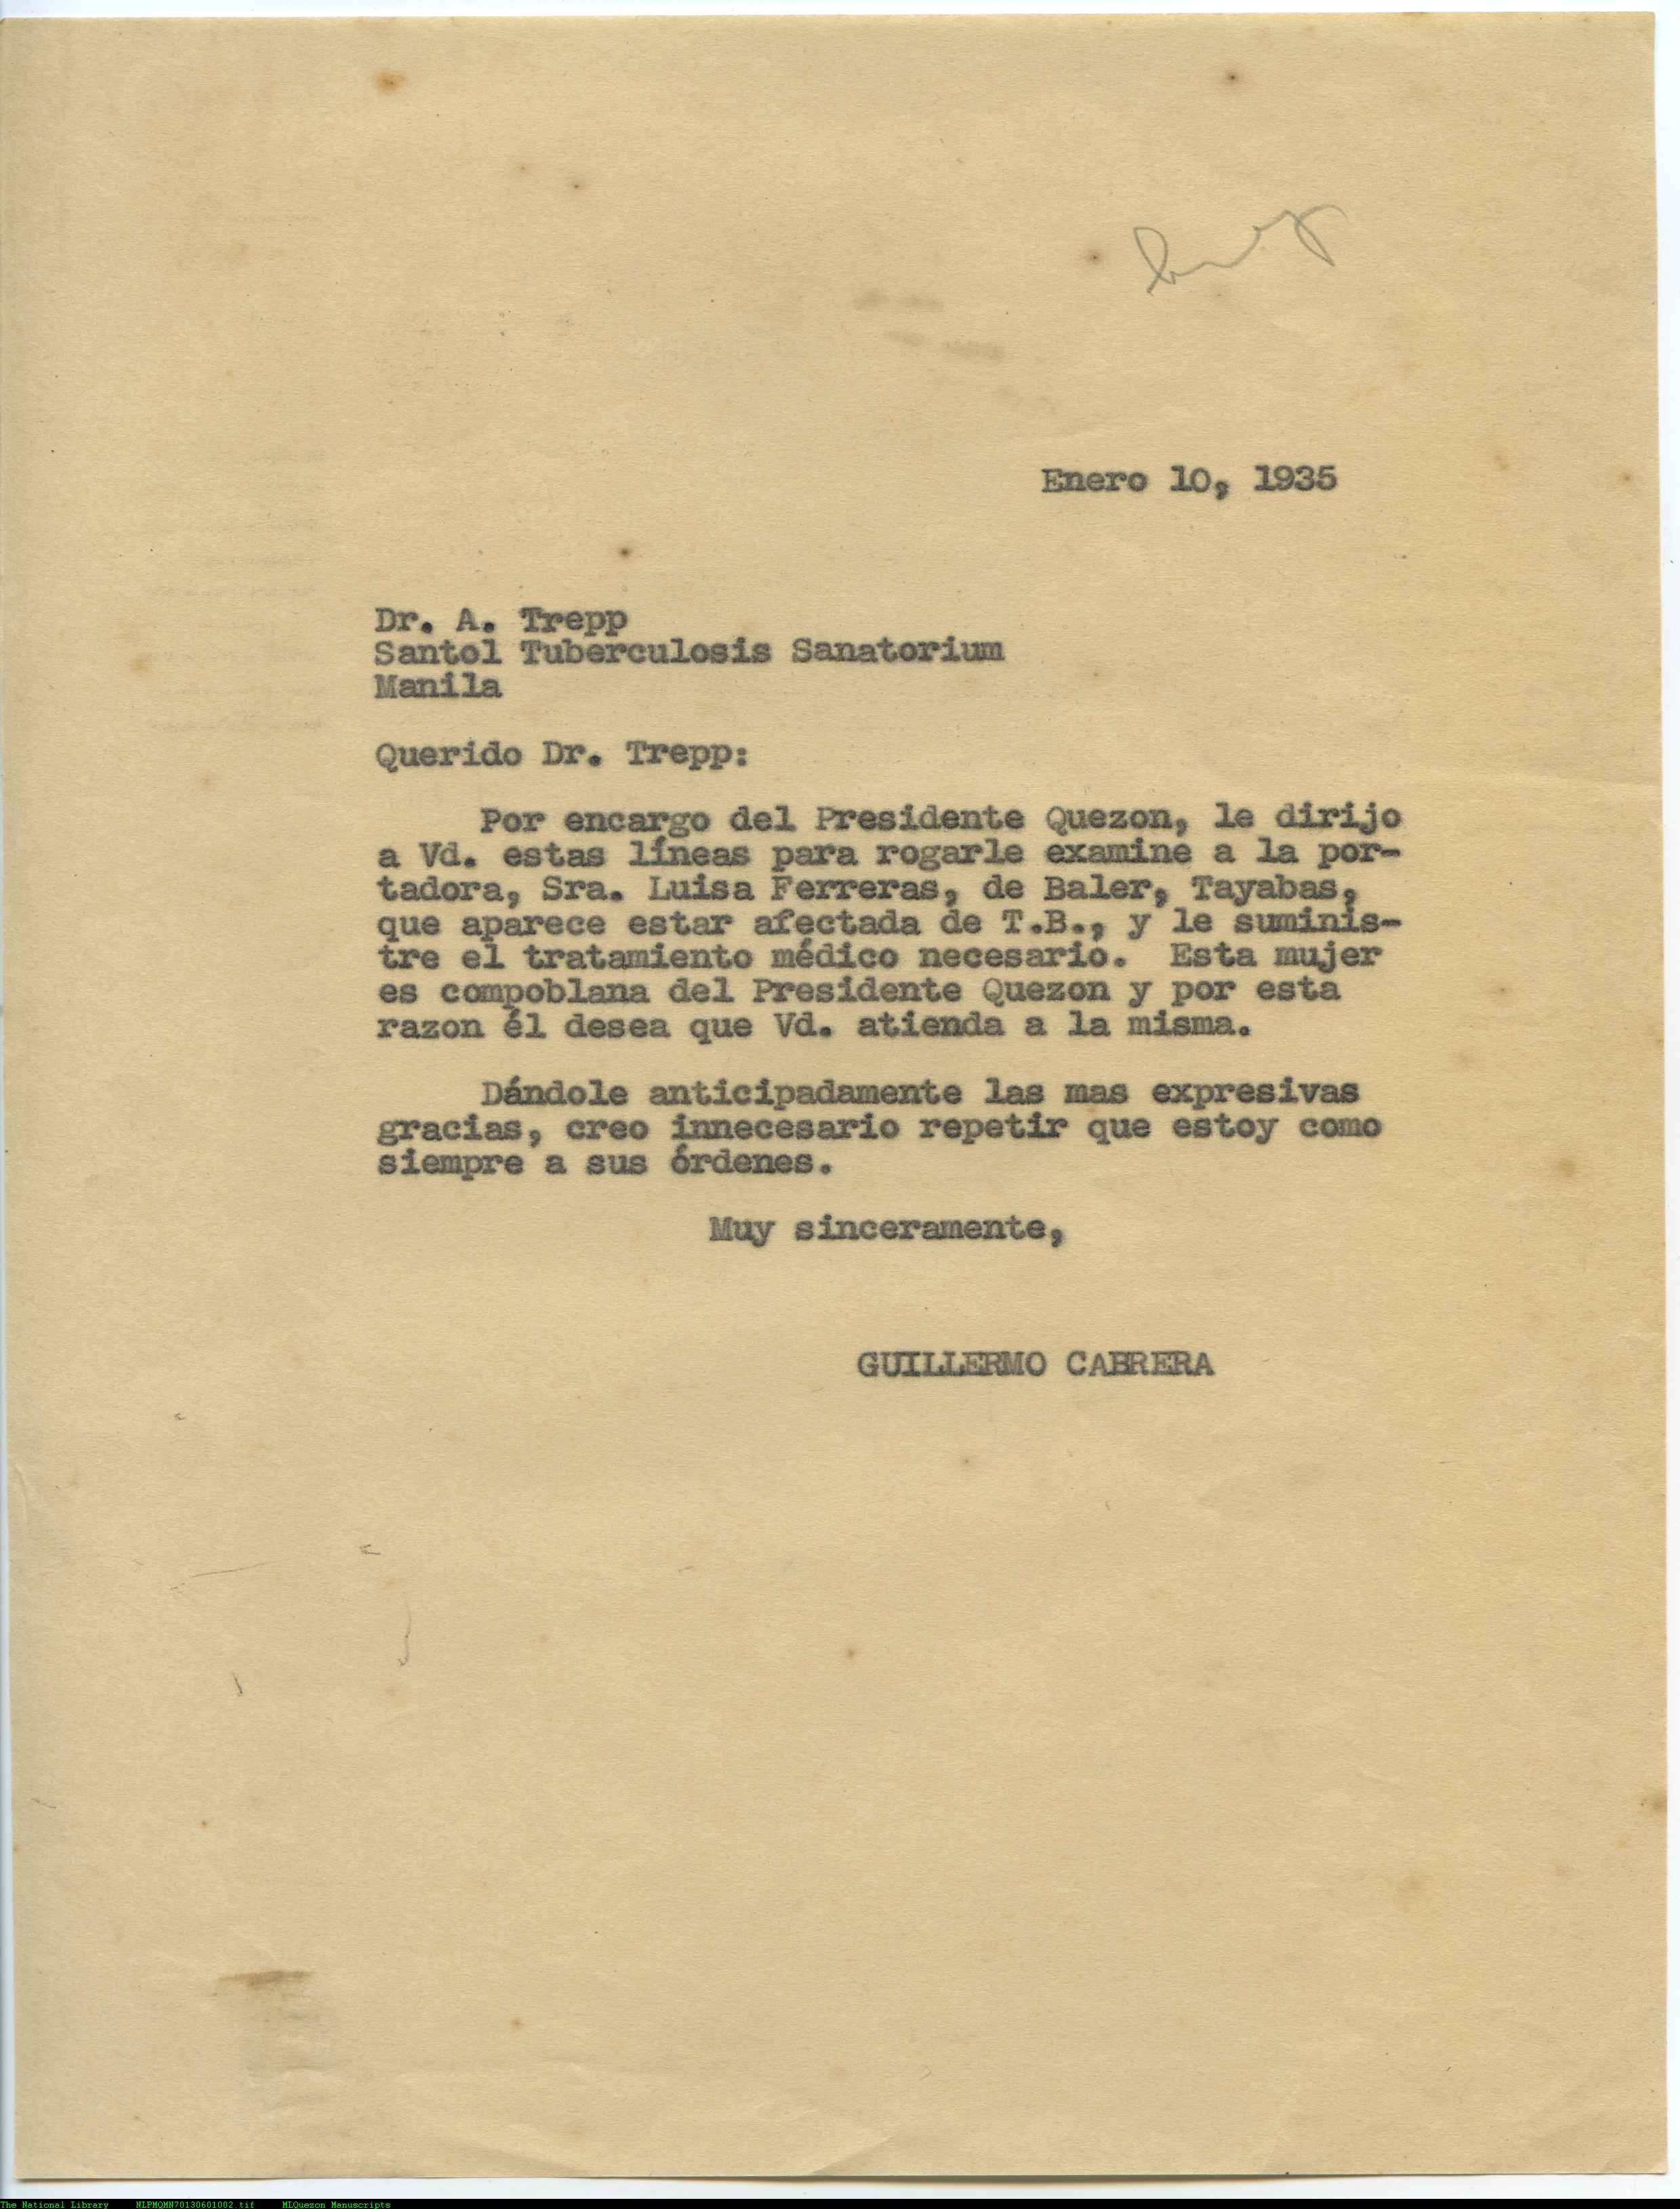 Enero 10, 1935
Dr. A. Trepp
Santol Tuberculosis Sanatorium
Manila
Querido Dr. Trepp:
Por encargo del Presidente Quezon, le dirijo
a Vd. estas líneas para rogarle examine a la por-
tadora, Sra. Luisa Ferreras, de Baler, Tayabas,
que aparece estar afectada de T.B., y le suminis-
tre el tratamiento médico necesario. Esta mujer
es compoblana del Presidente Quezon y por esta
razon él desea que Vd. atienda a la misma.
Dándole anticipadamente las mas expresivas
gracias, creo innecesario repetir que estoy como
siempre a sus órdenes.
Muy sinceramente,
GUILLERMO CABRERA
The National Library NLPMQMN70130601002.tif MLQuezon Manuscripts